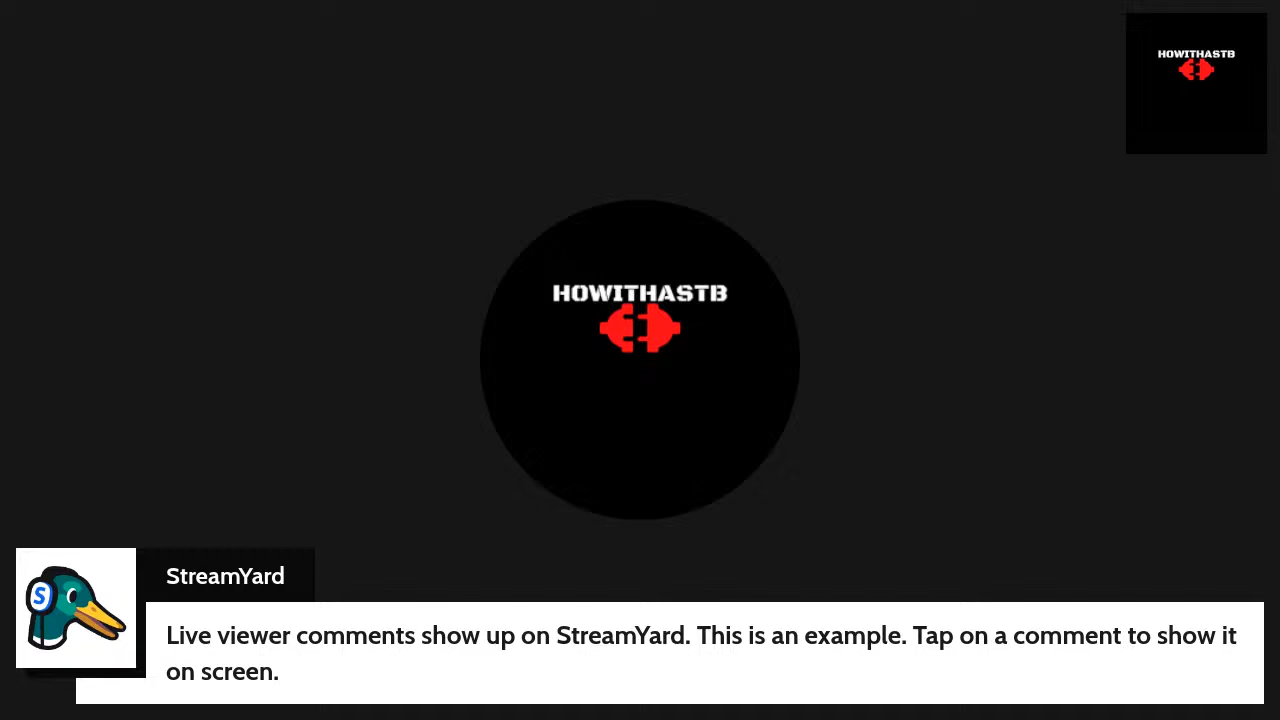 HOWITHASTB
HOWITHASTB
S
StreamYard
Live viewer comments show up on StreamYard. This is an example. Tap on a comment to show it
on screen.